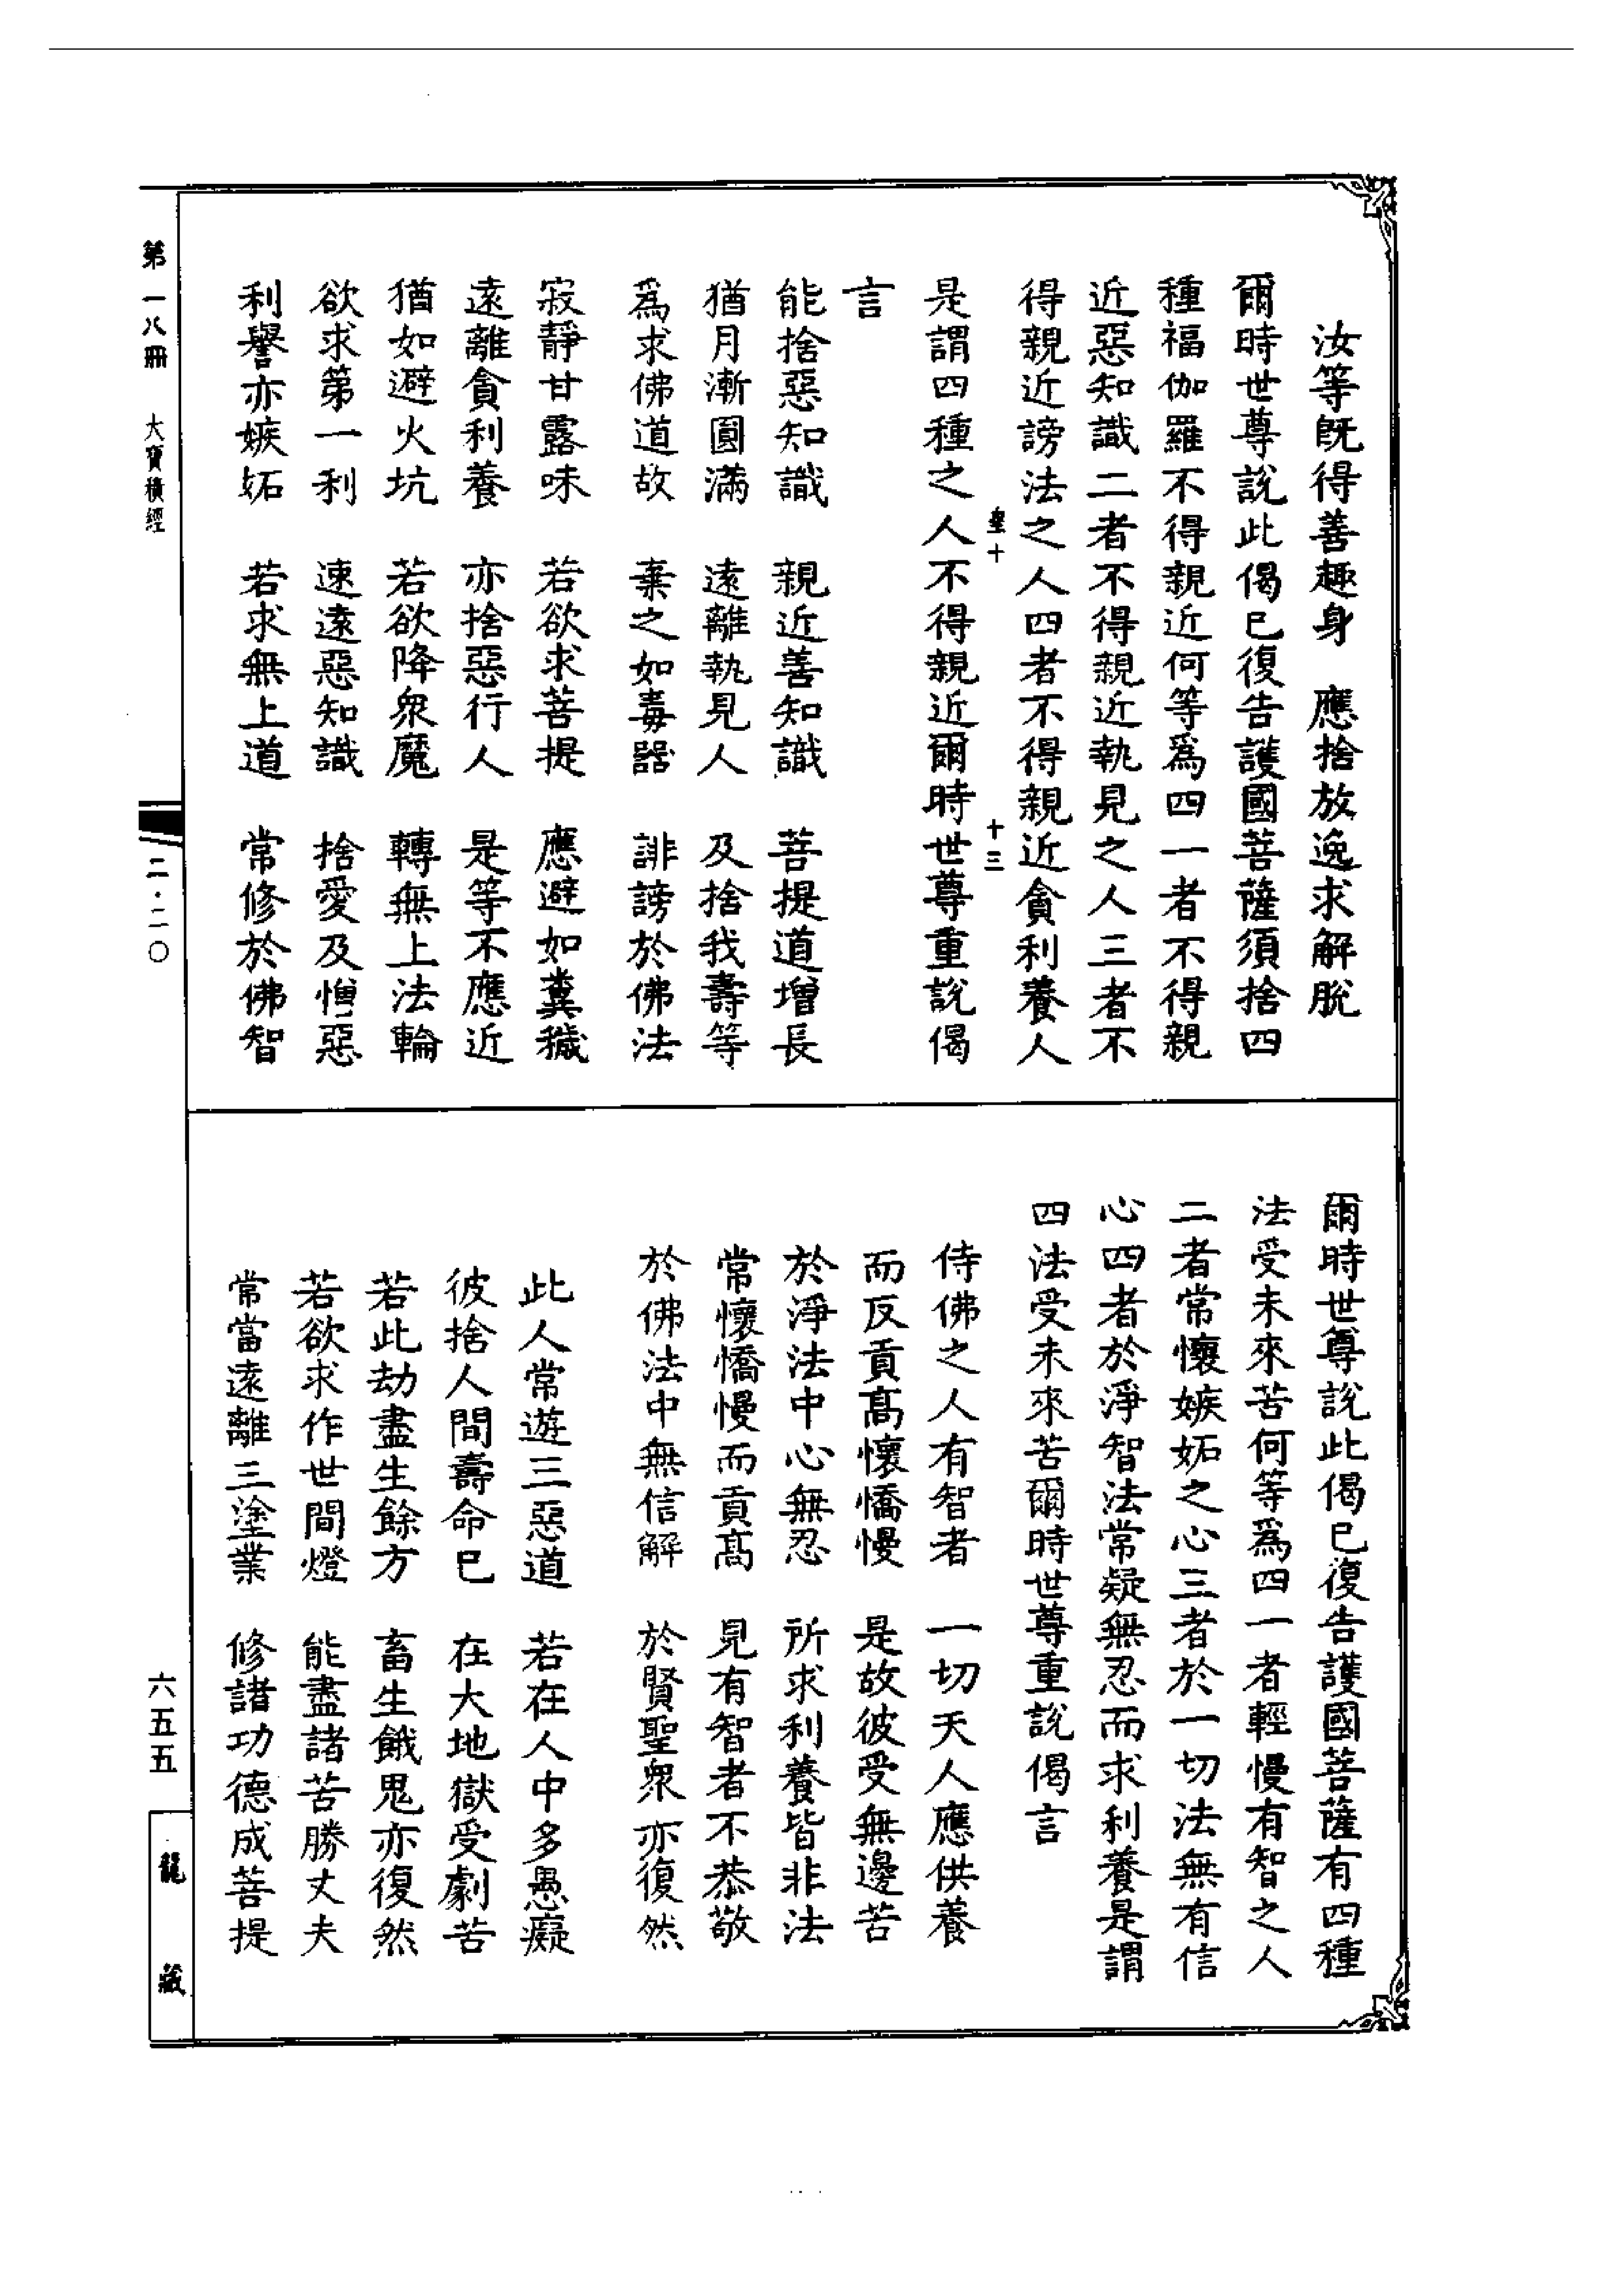 汝等旣得善趣身　應捨放逸求解脫
爾時世尊說此偈已復告護國菩薩須捨四
種福伽羅不得親近何等爲四一者不得親
近惡知識二者不得親近執見之人三者不
得親近謗法之人四者不得親近貪利養人
是謂四種之人不得親近爾時世尊重說偈
言
能捨惡知識　親近善知識　菩提道增長
猶月漸圓滿　遠離執見人　及捨我壽等
爲求佛道故　棄之如毒器　誹謗於佛法
寂靜甘露味　若欲求菩提　應避如糞穢
遠離貪利養　亦捨惡行人　是等不應近
猶如避火坑　若欲降衆魔　轉無上法輪
欲求第一利　速遠惡知識　捨愛及憎惡
利譽亦嫉妬　若求無上道　常修於佛智
爾時世尊說此偈已復告護國菩薩有四種
法受未來苦何等爲四一者輕慢有智之人
二者常懷嫉妬之心三者於一切法無有信
心四者於淨智法常疑無忍而求利養是謂
四法受未來苦爾時世尊重說偈言
侍佛之人有智者　一切天人應供養
而反貢高懷憍慢　是故彼受無邊苦
於淨法中心無忍　所求利養皆非法
常懷憍慢而貢高　見有智者不恭敬
於佛法中無信解　於賢聖衆亦復然
此人常遊三惡道　若在人中多愚癡
彼捨人間壽命已　在大地獄受劇苦
若此劫盡生餘方　畜生餓鬼亦復然
若欲求作世間燈　能盡諸苦勝丈夫
常當遠離三塗業　修諸功德成菩提
第一八冊　大寶積經
二·二〇
六五五
龍藏
十三